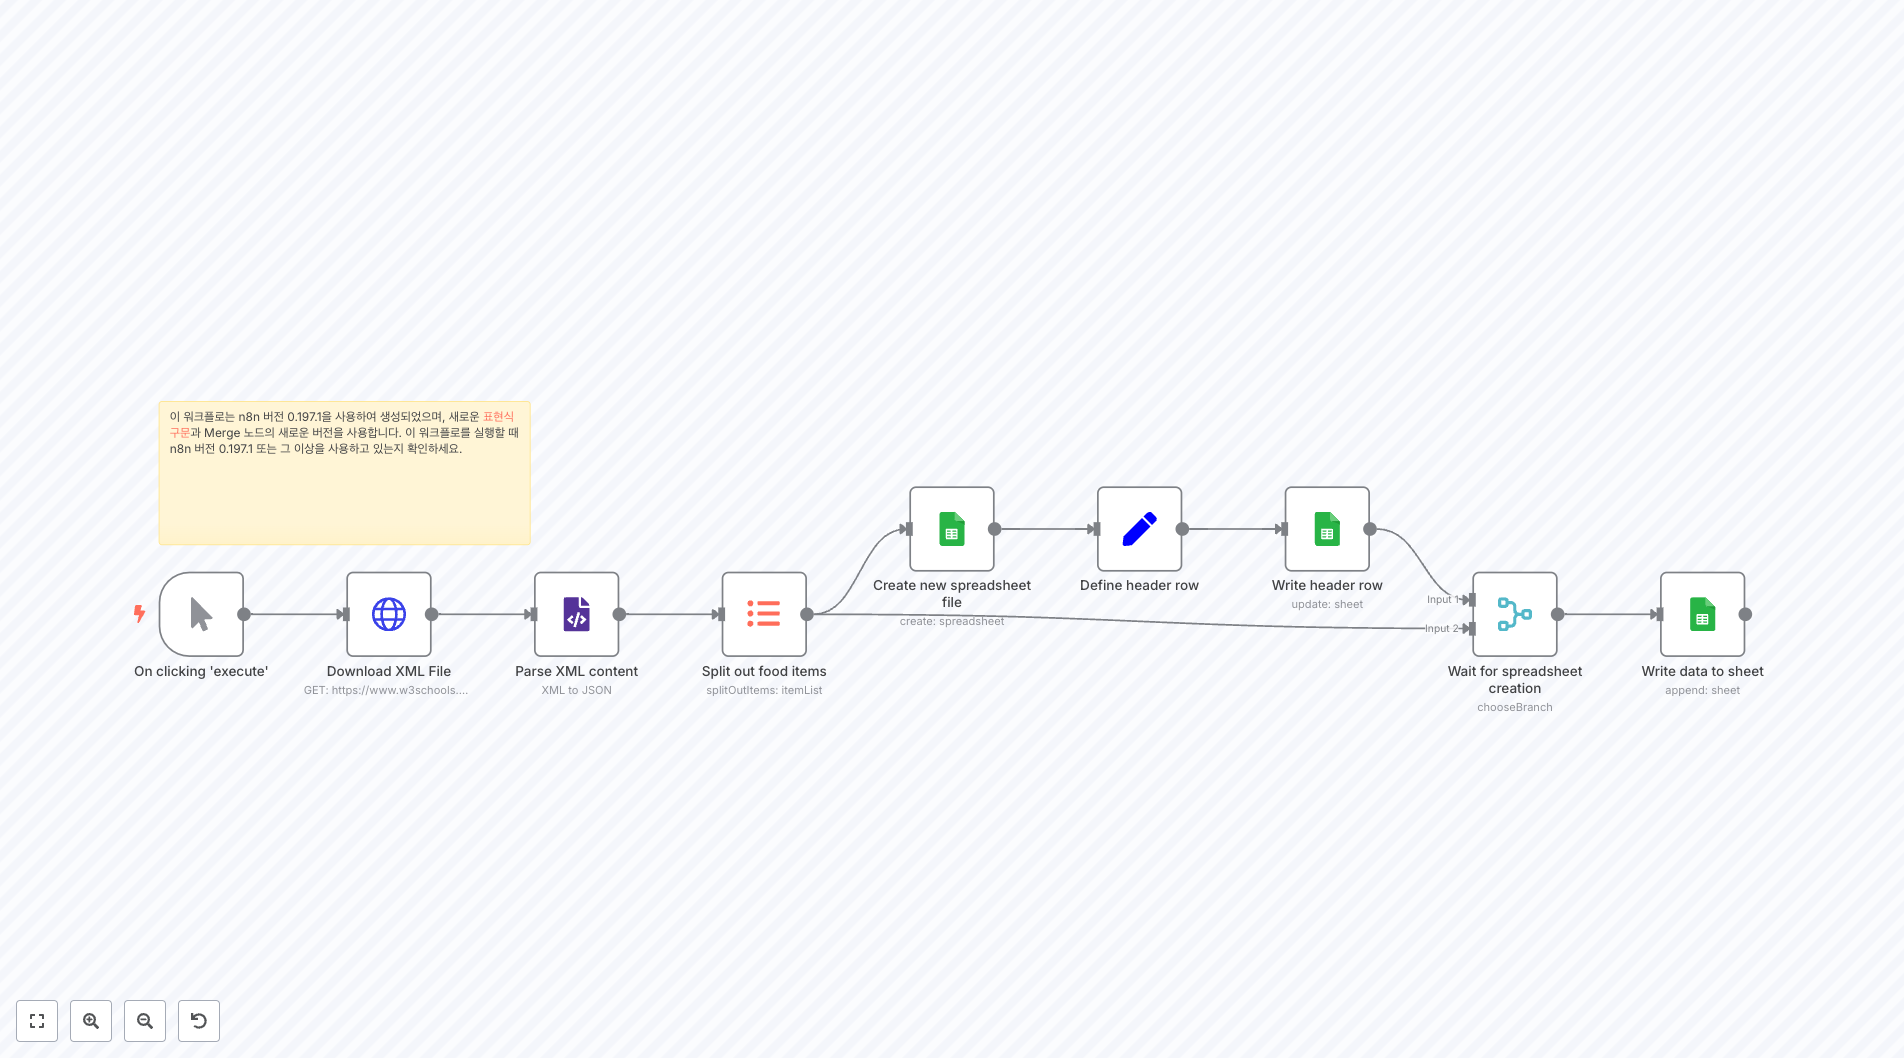 이 워크플로는 n8n 버전 0.197.1을 사용하여 생성되었으며, 새로운 표현식
구문과 Merge 노드의 새로운 버전을 사용합니다. 이 워크플로를 실행할 때
n8n 버전 0.197.1 또는 그 이상을 사용하고 있는지 확인하세요.
On clicking 'execute'
Download XML File
GET: https://www.w3schools....
Parse XML content
XML to JSON
Split out food items
splitOutItems: itemList
Create new spreadsheet
file
create: spreadsheet
Define header row
Write header row
update: sheet
Input 1
Input 2
Wait for spreadsheet
creation
chooseBranch
Write data to sheet
append: sheet